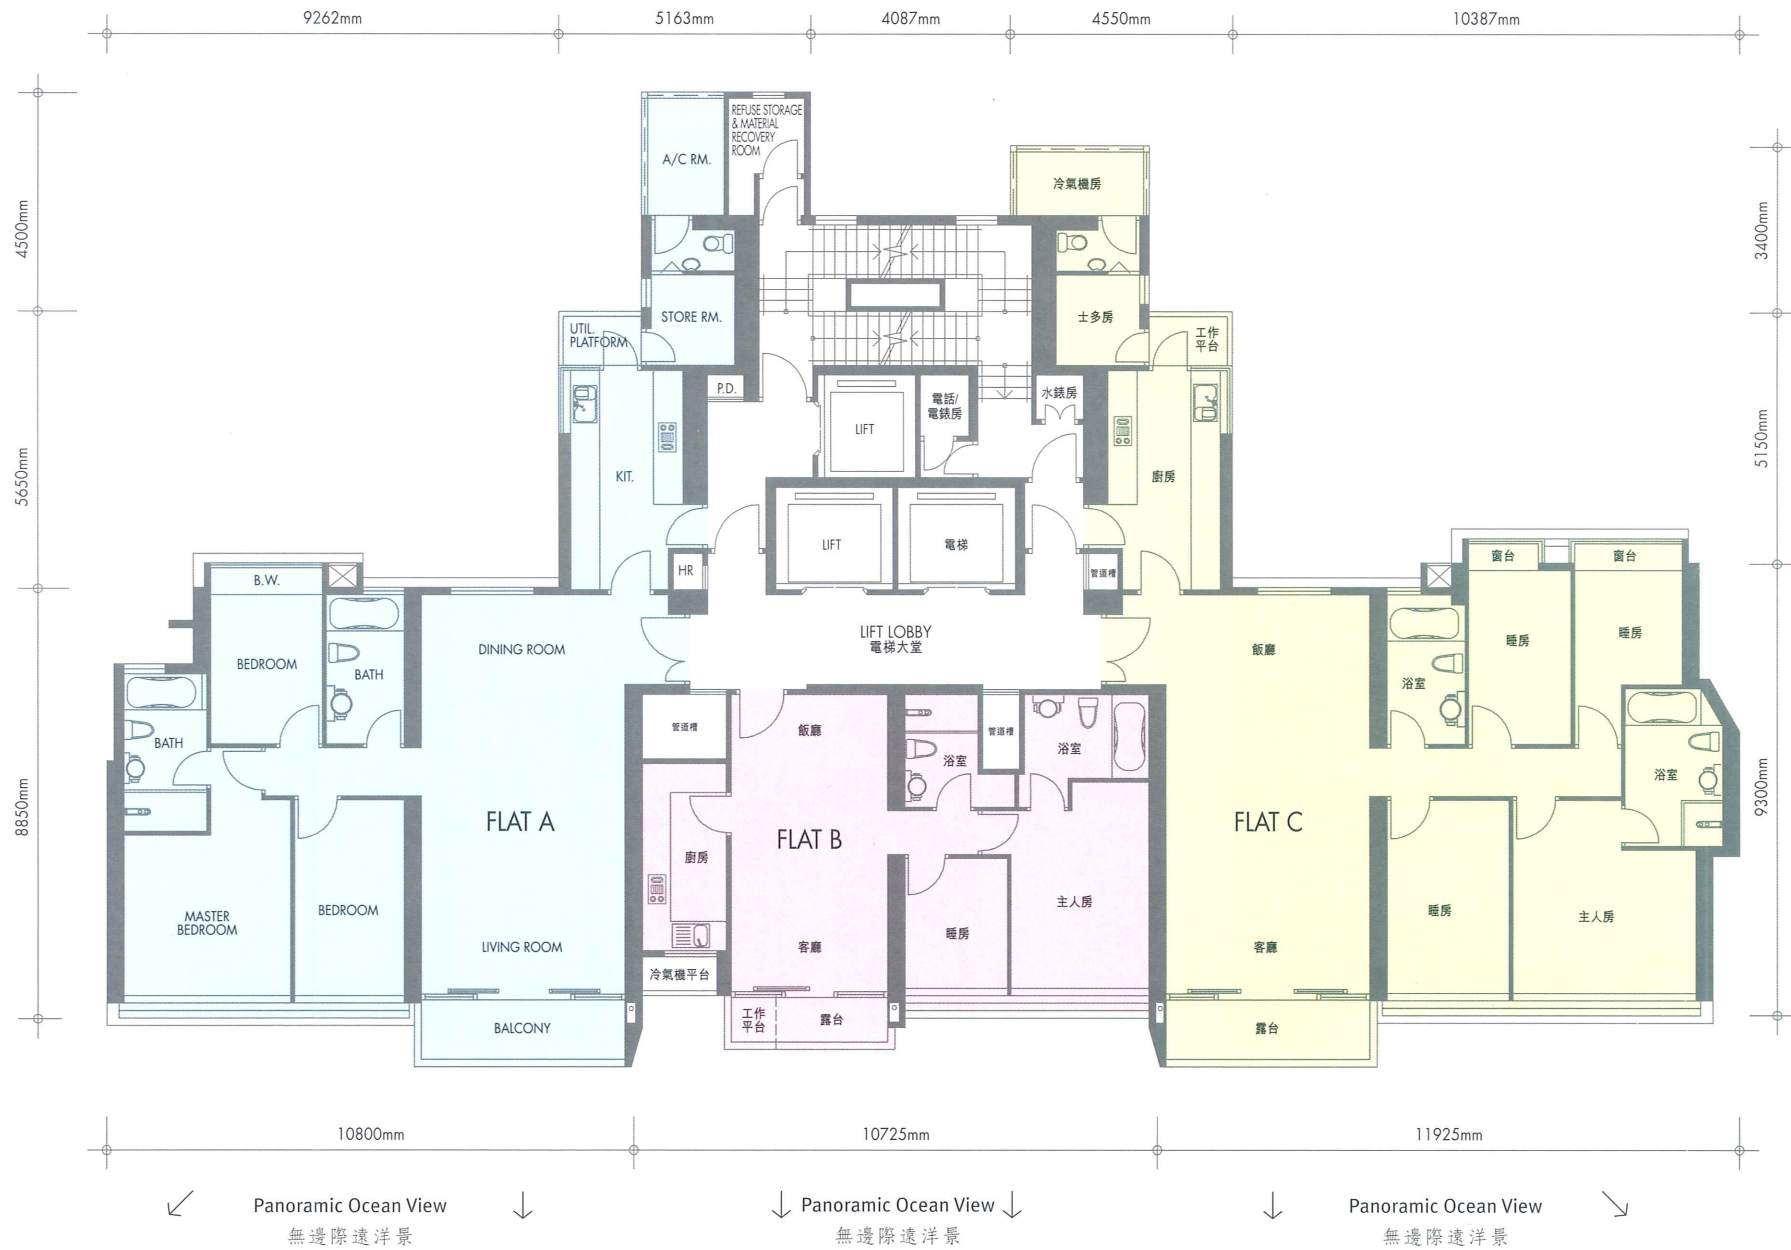 9262mm
5163mm
4087mm
4550mm
10387mm
4500mm
5650mm
8850mm
3400mm
5150mm
9300mm
A/C RM.
REFUSE STORAGE
& MATERIAL
RECOVERY
ROOM
冷氣機房
STORE RM.
士多房
UTIL.
PLATFORM
工作
平台
P.D.
LIFT
電話/
電錶房
水錶房
KIT.
廚房
LIFT
電梯
HR
管道槽
B.W.
窗台
窗台
LIFT LOBBY
電梯大堂
DINING ROOM
飯廳
BEDROOM
BATH
睡房
睡房
浴室
BATH
管道槽
飯廳
浴室
管道槽
浴室
浴室
FLAT A
FLAT B
FLAT C
廚房
MASTER
BEDROOM
BEDROOM
主人房
睡房
主人房
LIVING ROOM
客廳
睡房
客廳
冷氣機平台
BALCONY
工作
平台
露台
露台
10800mm
10725mm
11925mm
Panoramic Ocean View
無邊際遠洋景
Panoramic Ocean View
無邊際遠洋景
Panoramic Ocean View
無邊際遠洋景